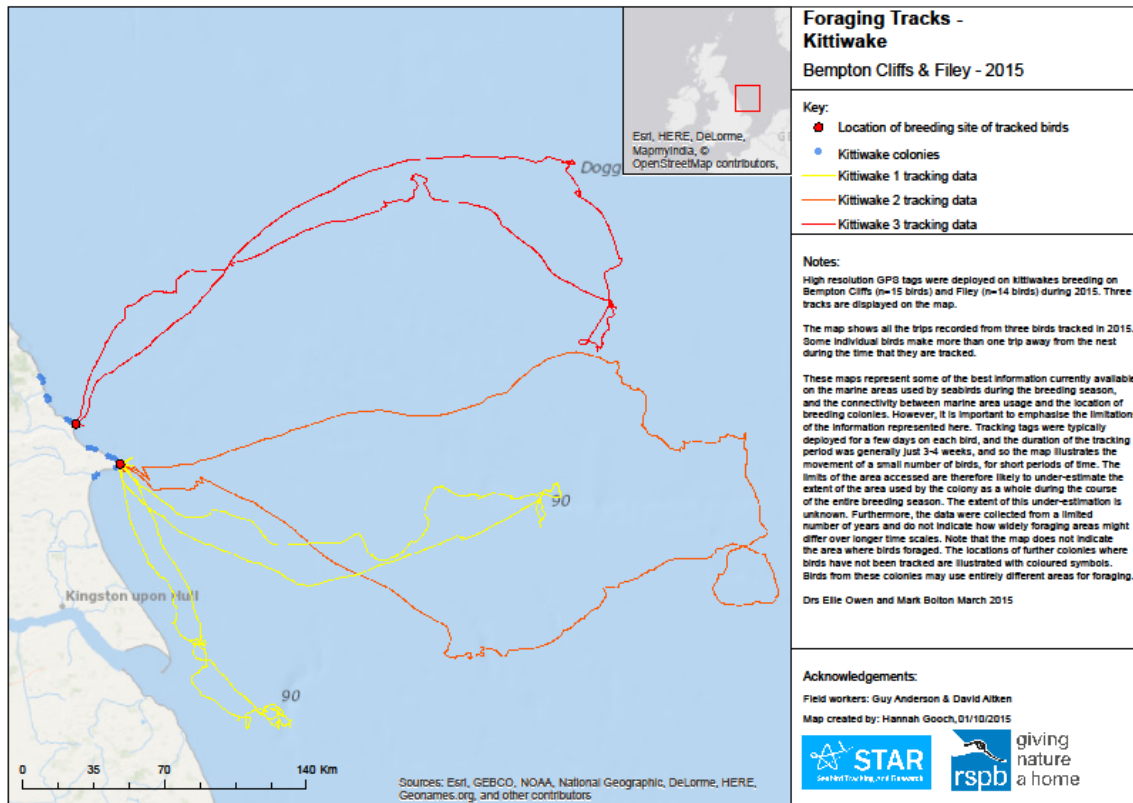 Foraging Tracks -
Kittiwake
Bempton Cliffs & Filey - 2015
Key:
Location of breeding site of tracked birds
Kittiwake colonies
Kittiwake 1 tracking data
Kittiwake 2 tracking data
Kittiwake 3 tracking data
Notes:
High resolution GPS tags were deployed on kittiwakes breeding on
Bempton Cliffs (n=15 birds) and Filey (n=14 birds) during 2015. Three
tracks are displayed on the map.
The map shows all the trips recorded from three birds tracked in 2015.
Some individual birds make more than one trip away from the nest
during the time that they are tracked.
These maps represent some of the best information currently available
on the marine areas used by seabirds during the breeding season,
and the connectivity between marine area usage and the location of
breeding colonies. However, it is important to emphasise the limitation
of the information represented here. Tracking tags were typically
deployed for a few days on each bird, and the duration of the tracking
period was generally just 3-4 weeks, and so the map illustrates the
movement of a small number of birds, for short periods of time. The
limits of the area accessed are therefore likely to under-estimate the
extent of the area used by the colony as a whole during the course
of the entire breeding season. The extent of this under-estimation is
unknown. Furthermore, the data were collected from a limited
number of years and do not indicate how widely foraging areas might
differ over longer time scales. Note that the map does not indicate
the area where birds foraged. The locations of further colonies where
birds have not been tracked are illustrated with coloured symbols.
Birds from these colonies may use entirely different areas for foraging.
Drs Ellie Owen and Mark Bolton March 2015
Acknowledgements:
Field workers: Guy Anderson & David Aitken
Map created by: Hannah Gooch, 01/10/2015
STAR
Seabird Tracking and Research
rspb
giving
nature
a home
Esri, HERE, DeLorme,
MapmyIndia, ©
OpenStreetMap contributors,
Dogg
90
Kingston upon Hull
90
0 35 70 140 Km
Sources: Esri, GEBCO, NOAA, National Geographic, DeLorme, HERE,
Geonames.org, and other contributors